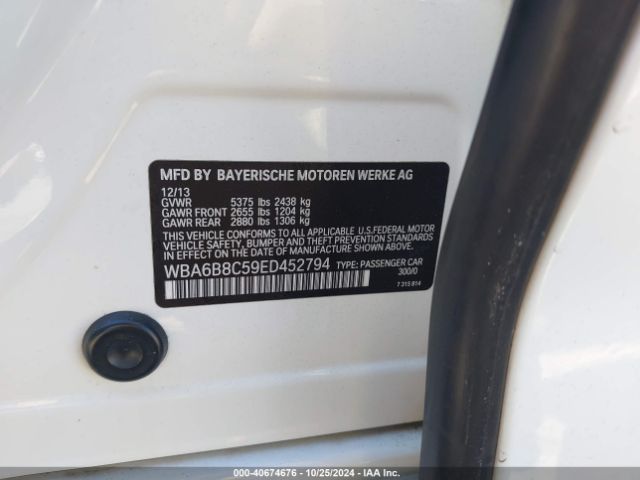 MFD BY BAYERISCHE MOTOREN WERKE AG
12/13
GVWR 5375 lbs 2438 kg
GAWR FRONT 2655 lbs 1204 kg
GAWR REAR 2880 lbs 1306 kg
THIS VEHICLE CONFORMS TO ALL APPLICABLE U.S. FEDERAL MOTOR
VEHICLE SAFETY, BUMPER, AND THEFT PREVENTION STANDARDS IN
EFFECT ON THE DATE OF MANUFACTURE SHOWN ABOVE.
WBA6B8C59ED452794 TYPE: PASSENGER CAR
300/0
7 315 814
000-40674676 | 10/25/2024 | IAA Inc.